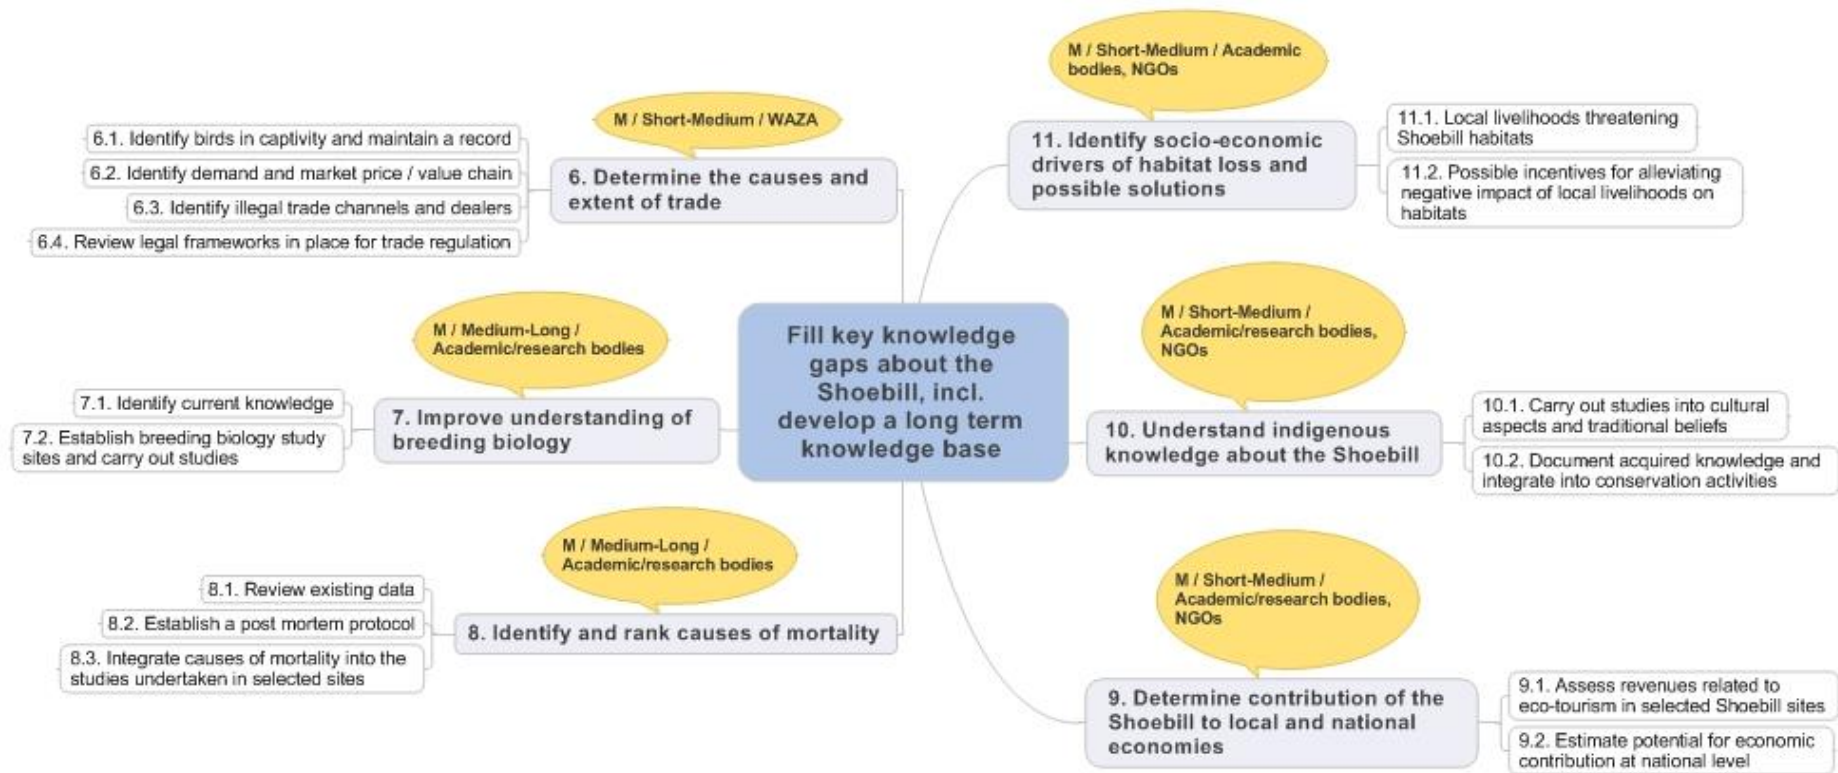 M / Short-Medium / WAZA
6.1. Identify birds in captivity and maintain a record
6.2. Identify demand and market price / value chain
6.3. Identify illegal trade channels and dealers
6.4. Review legal frameworks in place for trade regulation
6. Determine the causes and
extent of trade
M / Medium-Long /
Academic/research bodies
7.1. Identify current knowledge
7.2. Establish breeding biology study
sites and carry out studies
7. Improve understanding of
breeding biology
M / Medium-Long /
Academic/research bodies
8.1. Review existing data
8.2. Establish a post mortem protocol
8.3. Integrate causes of mortality into the
studies undertaken in selected sites
8. Identify and rank causes of mortality
Fill key knowledge
gaps about the
Shoebill, incl.
develop a long term
knowledge base
M / Short-Medium / Academic
bodies, NGOs
11. Identify socio-economic
drivers of habitat loss and
possible solutions
11.1. Local livelihoods threatening
Shoebill habitats
11.2. Possible incentives for alleviating
negative impact of local livelihoods on
habitats
M / Short-Medium /
Academic/research bodies,
NGOs
10. Understand indigenous
knowledge about the Shoebill
10.1. Carry out studies into cultural
aspects and traditional beliefs
10.2. Document acquired knowledge and
integrate into conservation activities
M / Short-Medium /
Academic/research bodies,
NGOs
9. Determine contribution of the
Shoebill to local and national
economies
9.1. Assess revenues related to
eco-tourism in selected Shoebill sites
9.2. Estimate potential for economic
contribution at national level